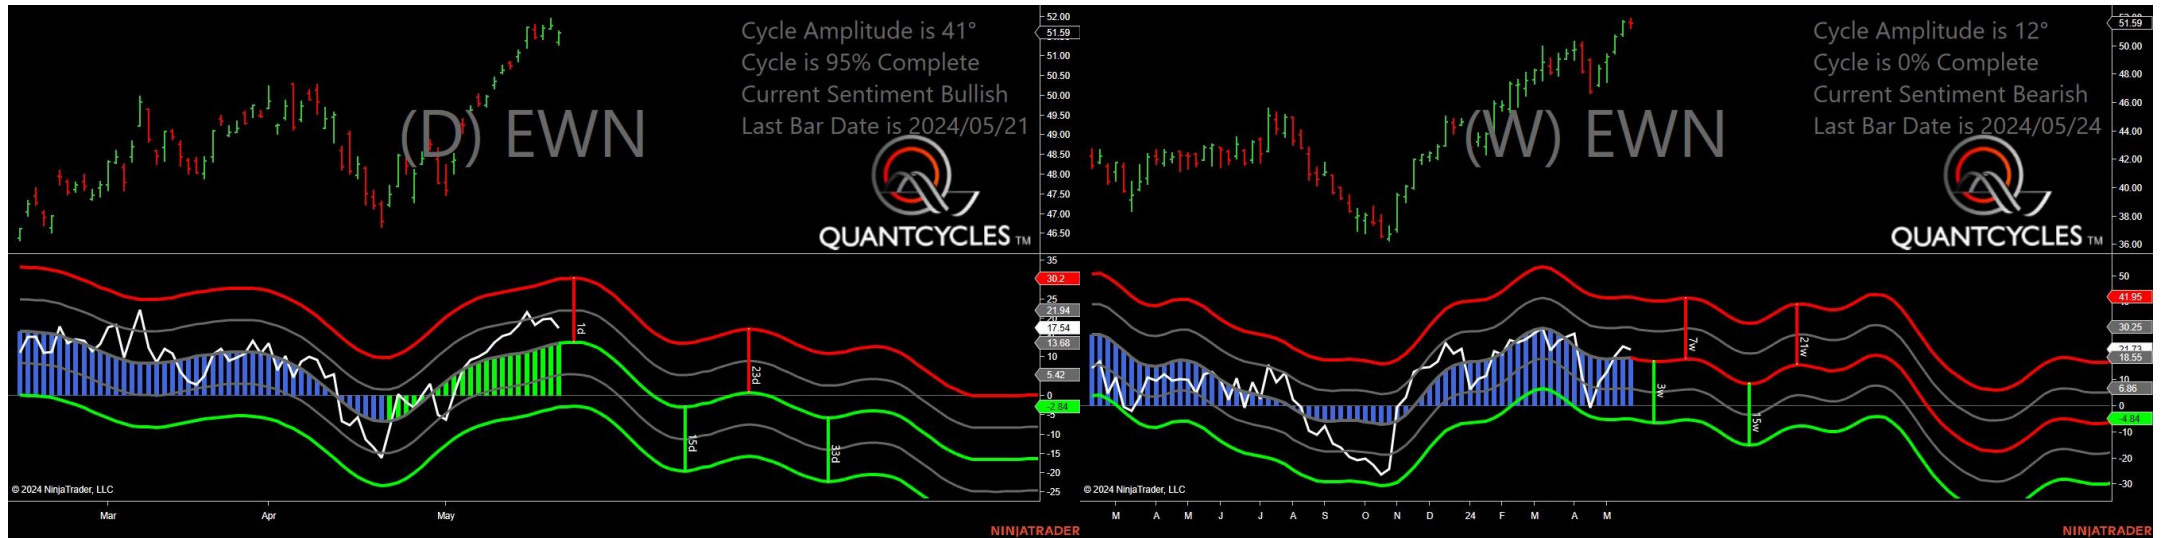 Cycle Amplitude is 41°
Cycle is 95% Complete
Current Sentiment Bullish
Last Bar Date is 2024/05/21
(D) EWN
QUANTCYCLES TM
52.00
51.59
51.00
50.50
50.00
49.50
49.00
48.50
48.00
47.50
47.00
46.50
35
30.2
25
21.94
17.54
13.68
10
5.42
0
-2.84
-5
-10
-15
-20
-25
1d
15d
23d
33d
© 2024 NinjaTrader, LLC
Mar Apr May
NINJATRADER
Cycle Amplitude is 12°
Cycle is 0% Complete
Current Sentiment Bearish
Last Bar Date is 2024/05/24
(W) EWN
QUANTCYCLES TM
51.59
50.00
48.00
46.00
44.00
42.00
40.00
38.00
36.00
50
41.95
30.25
18.55
10
6.86
0
-4.84
-10
-20
-30
3w
7w
15w
21w
© 2024 NinjaTrader, LLC
M A M J J A S O N D 24 F M A M
NINJATRADER